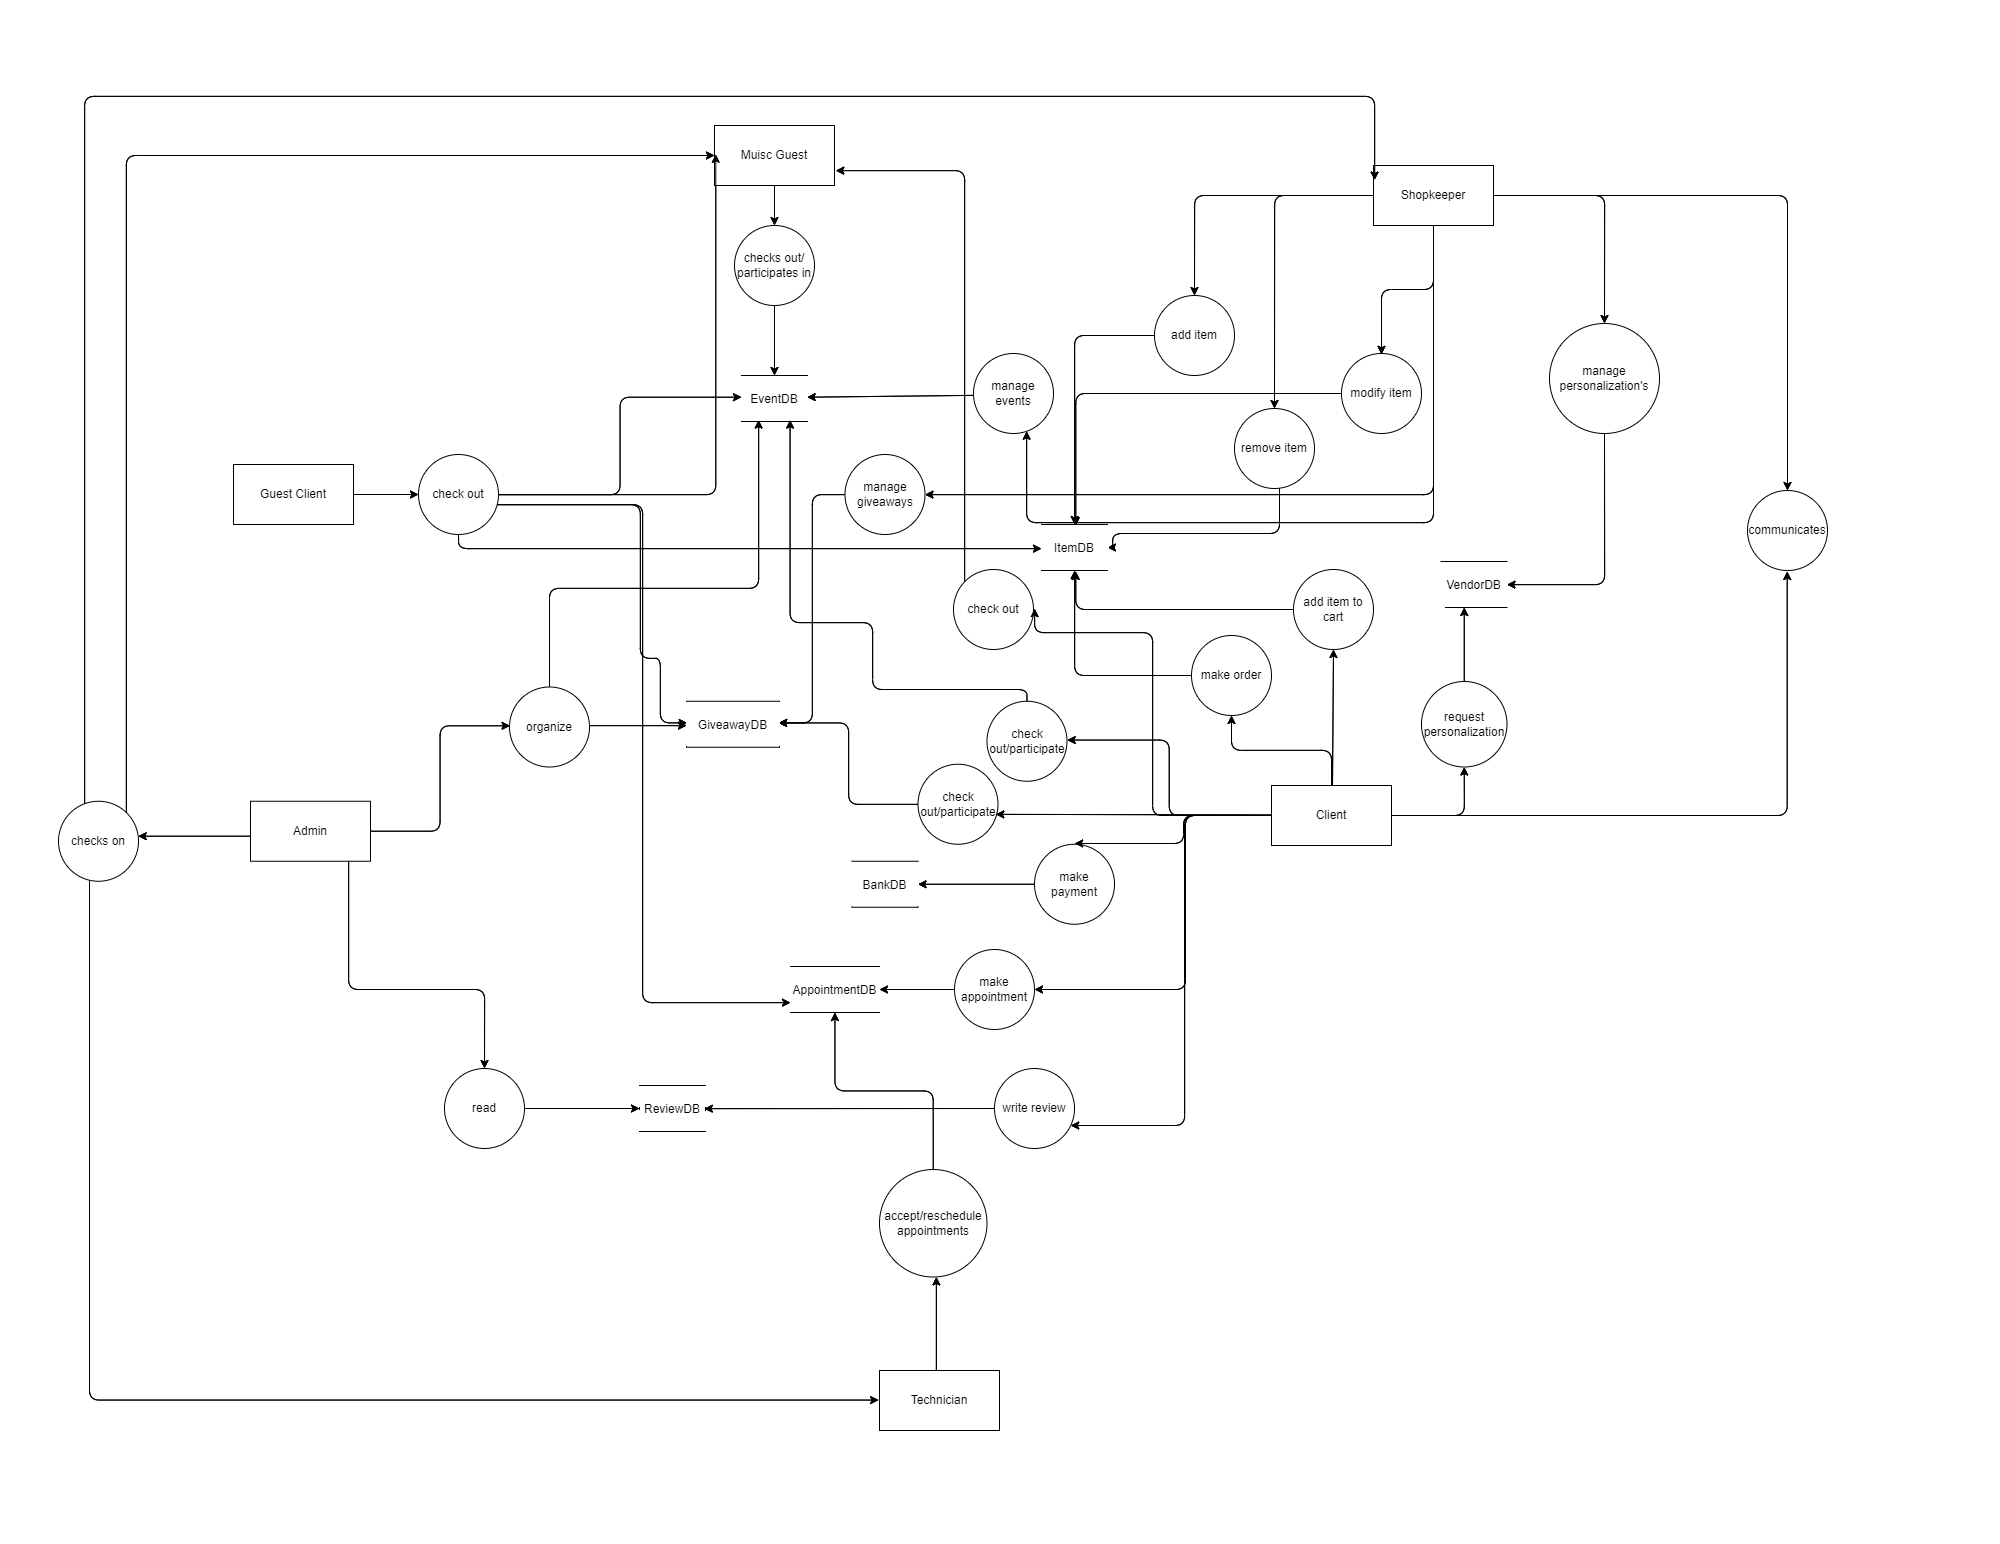 Muisc Guest
Shopkeeper
checks out/
participates in
add item
manage
events
modify item
manage
personalization's
EventDB
remove item
Guest Client
check out
manage
giveaways
communicates
ItemDB
VendorDB
check out
add item to
cart
make order
organize
GiveawayDB
check
out/participate
request
personalization
check
out/participate
Client
checks on
Admin
BankDB
make
payment
AppointmentDB
make
appointment
read
ReviewDB
write review
accept/reschedule
appointments
Technician